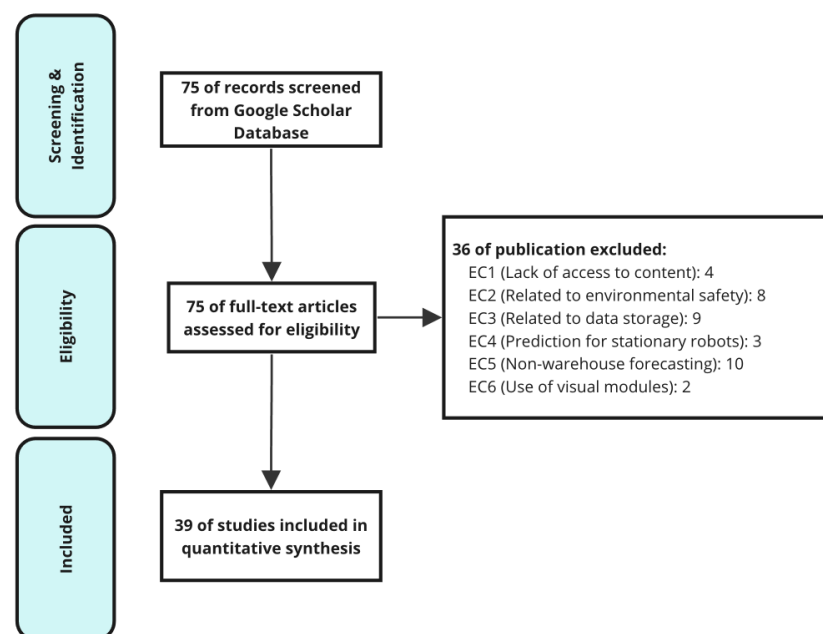 Screening &
Identification
75 of records screened
from Google Scholar
Database
Eligibility
75 of full-text articles
assessed for eligibility
36 of publication excluded:
EC1 (Lack of access to content): 4
EC2 (Related to environmental safety): 8
EC3 (Related to data storage): 9
EC4 (Prediction for stationary robots): 3
EC5 (Non-warehouse forecasting): 10
EC6 (Use of visual modules): 2
Included
39 of studies included in
quantitative synthesis